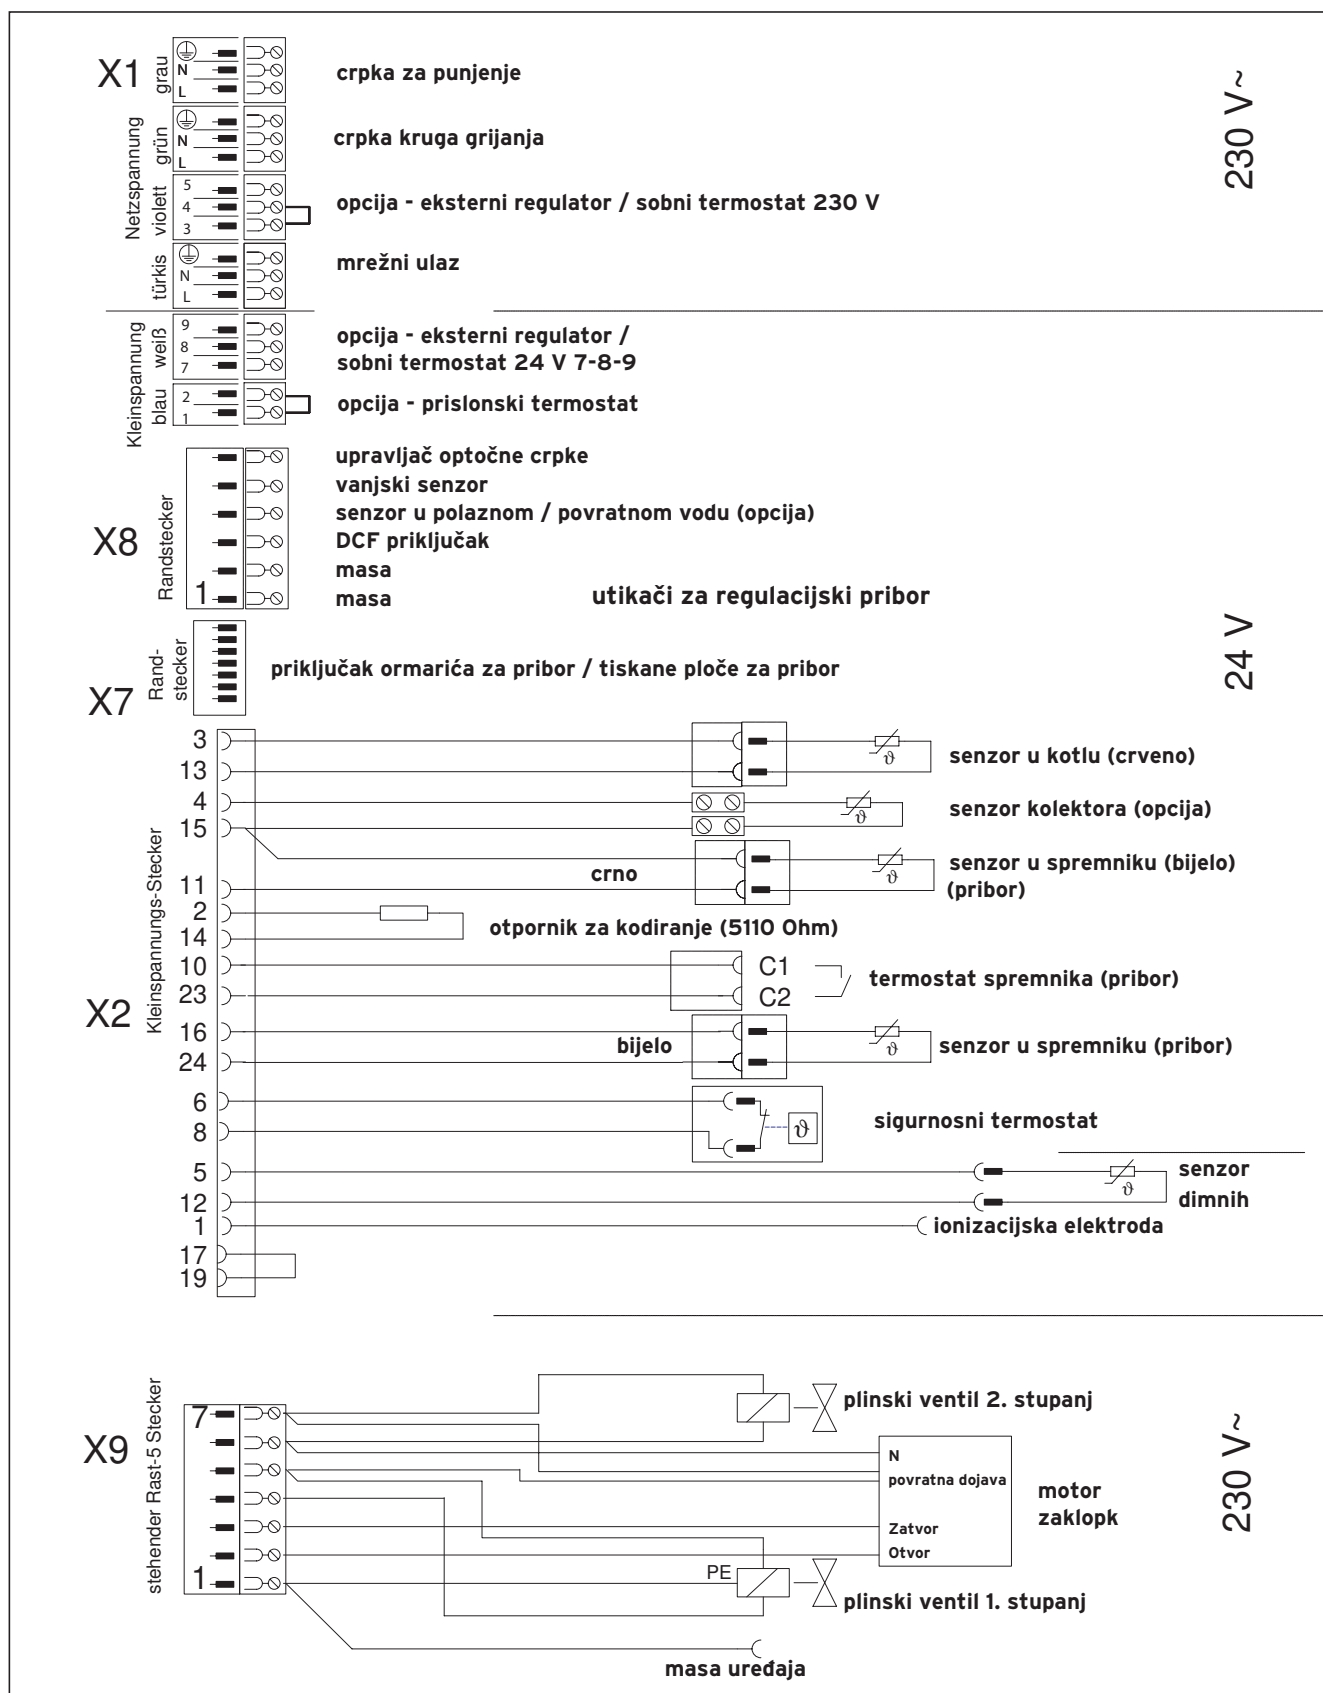 X1
Netzspannung
grau
N
L
crpka za punjenje
grün
N
L
crpka kruga grijanja
violett
5
4
3
opcija - eksterni regulator / sobni termostat 230 V
türkis
N
L
mrežni ulaz
230 V~
Kleinspannung
weiß
9
8
7
opcija - eksterni regulator /
sobni termostat 24 V 7-8-9
blau
2
1
opcija - prislonski termostat
X8
Randstecker
upravljač optočne crpke
vanjski senzor
senzor u polaznom / povratnom vodu (opcija)
DCF priključak
masa
1
masa
utikači za regulacijski pribor
24 V
X7
Rand-
stecker
priključak ormarića za pribor / tiskane ploče za pribor
X2
Kleinspannungs-Stecker
3
13
ϑ
senzor u kotlu (crveno)
4
15
ϑ
senzor kolektora (opcija)
11
crno
ϑ
senzor u spremniku (bijelo)
(pribor)
2
14
otpornik za kodiranje (5110 Ohm)
10
C1
23
C2
termostat spremnika (pribor)
16
24
bijelo
ϑ
senzor u spremniku (pribor)
6
8
ϑ
sigurnosni termostat
5
12
ϑ
senzor
dimnih
1
ionizacijska elektroda
17
19
X9
stehender Rast-5 Stecker
7
1
plinski ventil 2. stupanj
N
povratna dojava
Zatvor
Otvor
motor
zaklopk
230 V~
PE
plinski ventil 1. stupanj
masa uređaja